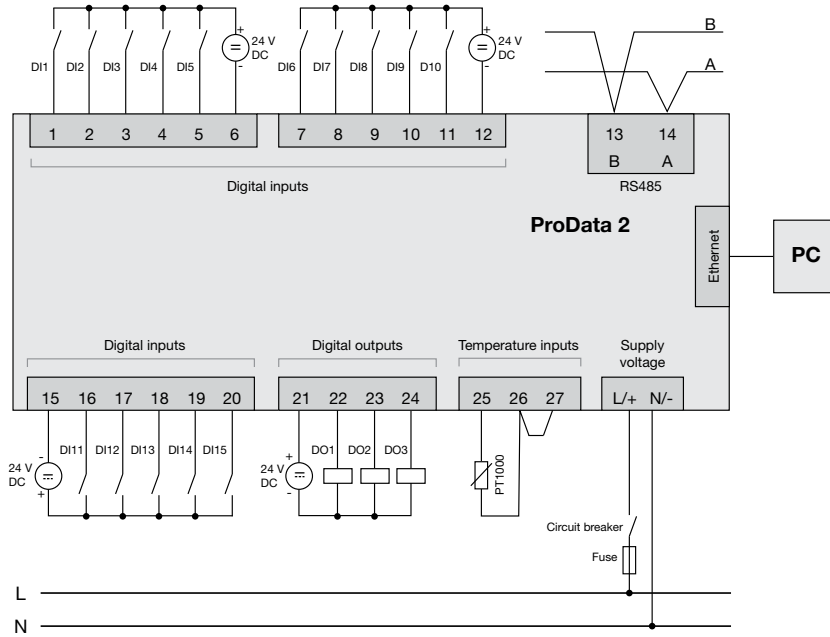 B
A
+
24 V
DC
-
+
24 V
DC
-
DI1 DI2 DI3 DI4 DI5
DI6 DI7 DI8 DI9 D10
1 2 3 4 5 6
7 8 9 10 11 12
13 14
B A
Digital inputs
RS485
ProData 2
Ethernet
PC
Digital inputs
Digital outputs
Temperature inputs
Supply
voltage
15 16 17 18 19 20
21 22 23 24
25 26 27
L/+ N/-
-
24 V
DC
+
DI11 DI12 DI13 DI14 DI15
+
24 V
DC
-
DO1 DO2 DO3
PT1000
Circuit breaker
Fuse
L
N